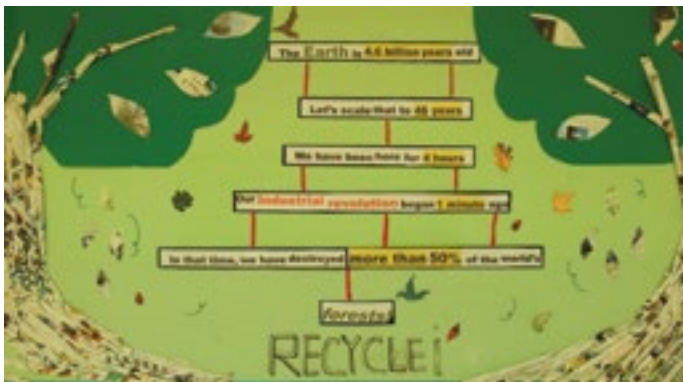 The Earth is 4.6 billion years old
Let's scale that to 46 years
We have been here for 4 hours
Our industrial revolution began 1 minute ago
In that time, we have destroyed more than 50% of the world's
forests!
RECYCLE!